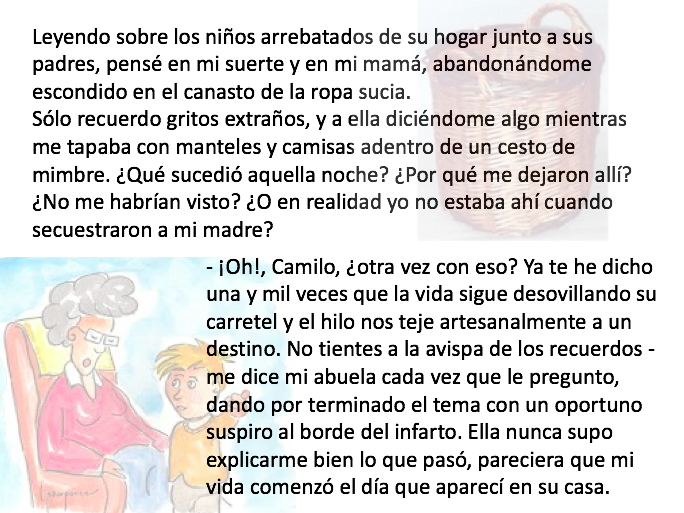 Leyendo sobre los niños arrebatados de su hogar junto a sus
padres, pensé en mi suerte y en mi mamá, abandonándome
escondido en el canasto de la ropa sucia.
Sólo recuerdo gritos extraños, y a ella diciéndome algo mientras
me tapaba con manteles y camisas adentro de un cesto de
mimbre. ¿Qué sucedió aquella noche? ¿Por qué me dejaron allí?
¿No me habrían visto? ¿O en realidad yo no estaba ahí cuando
secuestraron a mi madre?
- ¡Oh!, Camilo, ¿otra vez con eso? Ya te he dicho
una y mil veces que la vida sigue desovillando su
carretel y el hilo nos teje artesanalmente a un
destino. No tientes a la avispa de los recuerdos -
me dice mi abuela cada vez que le pregunto,
dando por terminado el tema con un oportuno
suspiro al borde del infarto. Ella nunca supo
explicarme bien lo que pasó, pareciera que mi
vida comenzó el día que aparecí en su casa.